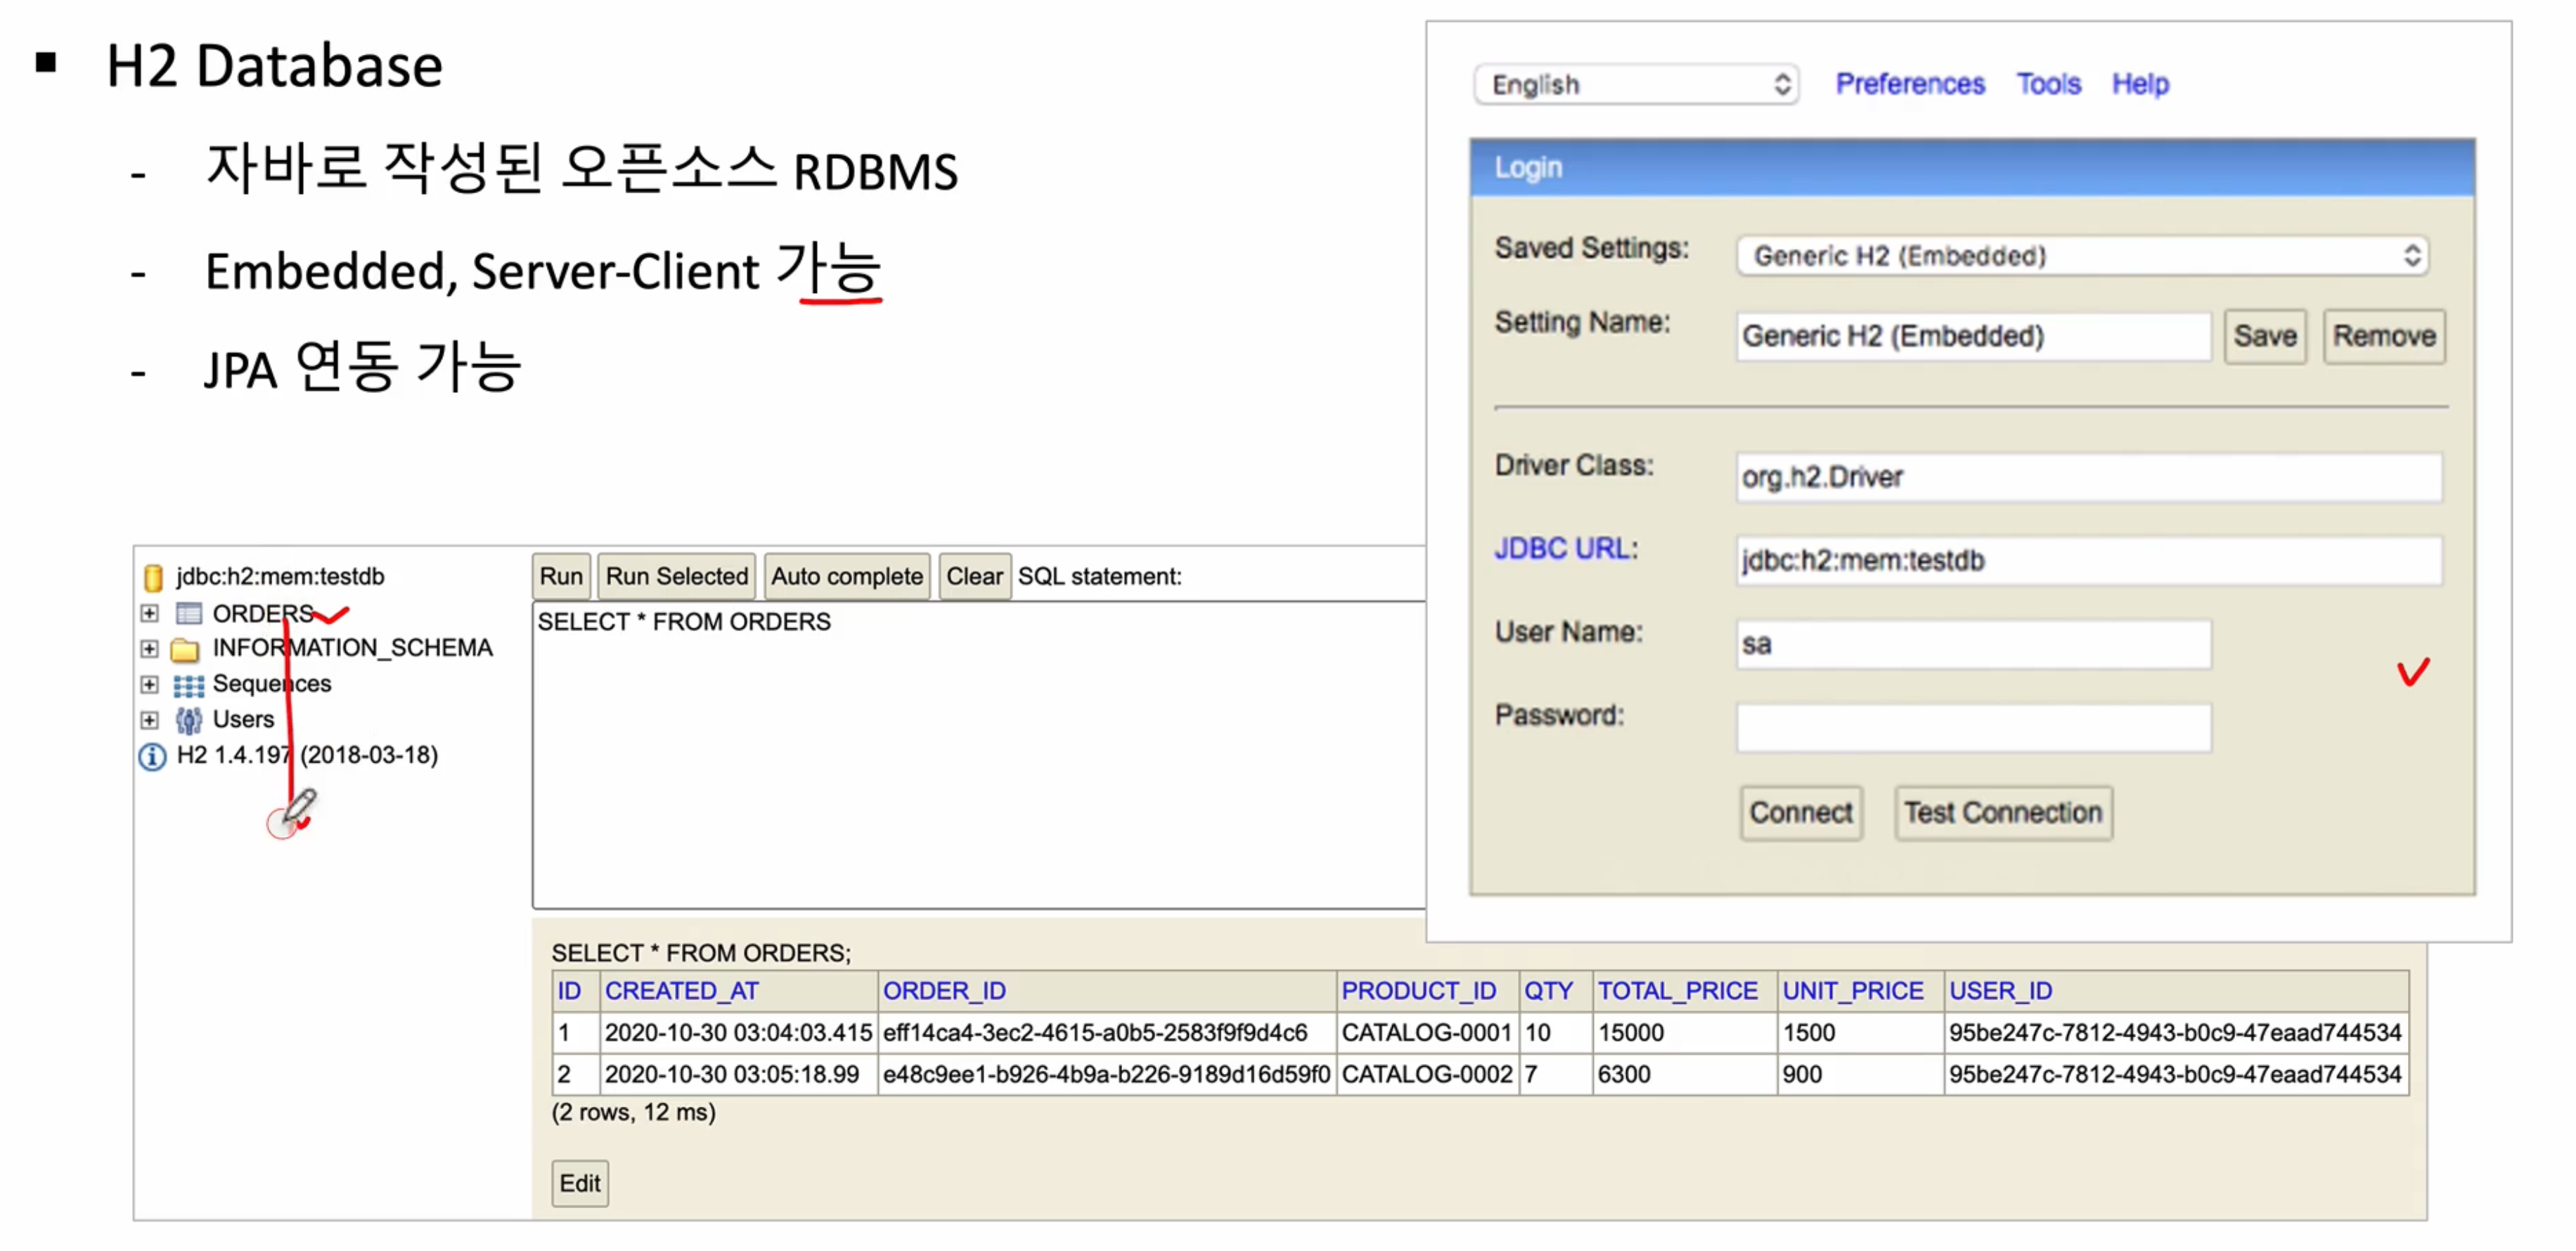 ▪ H2 Database
- 자바로 작성된 오픈소스 RDBMS
- Embedded, Server-Client 가능
- JPA 연동 가능
English Preferences Tools Help
Login
Saved Settings: Generic H2 (Embedded)
Setting Name: Generic H2 (Embedded) Save Remove
Driver Class: org.h2.Driver
JDBC URL: jdbc:h2:mem:testdb
User Name: sa
Password:
Connect Test Connection
jdbc:h2:mem:testdb
ORDERS
INFORMATION_SCHEMA
Sequences
Users
H2 1.4.197 (2018-03-18)
Run Run Selected Auto complete Clear SQL statement:
SELECT * FROM ORDERS
SELECT * FROM ORDERS;
ID CREATED_AT ORDER_ID PRODUCT_ID QTY TOTAL_PRICE UNIT_PRICE USER_ID
1 2020-10-30 03:04:03.415 eff14ca4-3ec2-4615-a0b5-2583f9f9d4c6 CATALOG-0001 10 15000 1500 95be247c-7812-4943-b0c9-47eaad744534
2 2020-10-30 03:05:18.99 e48c9ee1-b926-4b9a-b226-9189d16d59f0 CATALOG-0002 7 6300 900 95be247c-7812-4943-b0c9-47eaad744534
(2 rows, 12 ms)
Edit